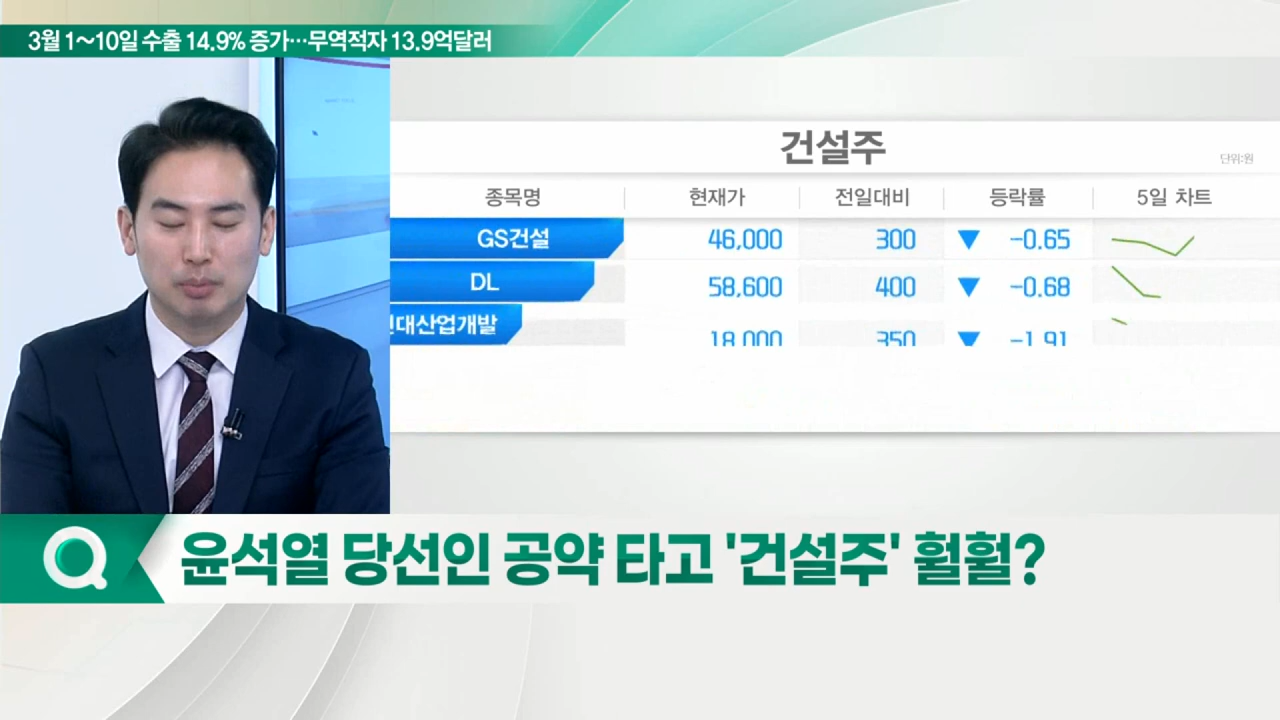 3월 1~10일 수출 14.9% 증가…무역적자 13.9억달러
건설주
단위:원
종목명 현재가 전일대비 등락률 5일 차트
GS건설 46,000 300 ▼ -0.65
DL 58,600 400 ▼ -0.68
대산업개발 18,000 350 ▼ -1.91
윤석열 당선인 공약 타고 '건설주' 훨훨?